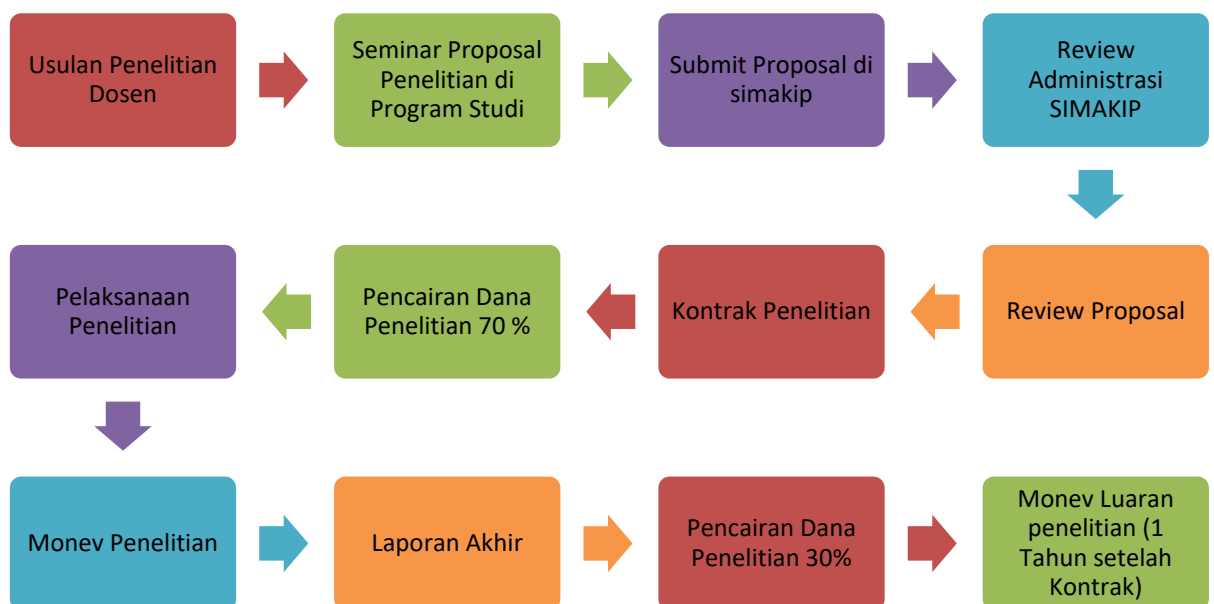 Usulan Penelitian
Dosen
Seminar Proposal
Penelitian di
Program Studi
Submit Proposal di
simakip
Review
Administrasi
SIMAKIP
Review Proposal
Kontrak Penelitian
Pencairan Dana
Penelitian 70 %
Pelaksanaan
Penelitian
Monev Penelitian
Laporan Akhir
Pencairan Dana
Penelitian 30%
Monev Luaran
penelitian (1
Tahun setelah
Kontrak)